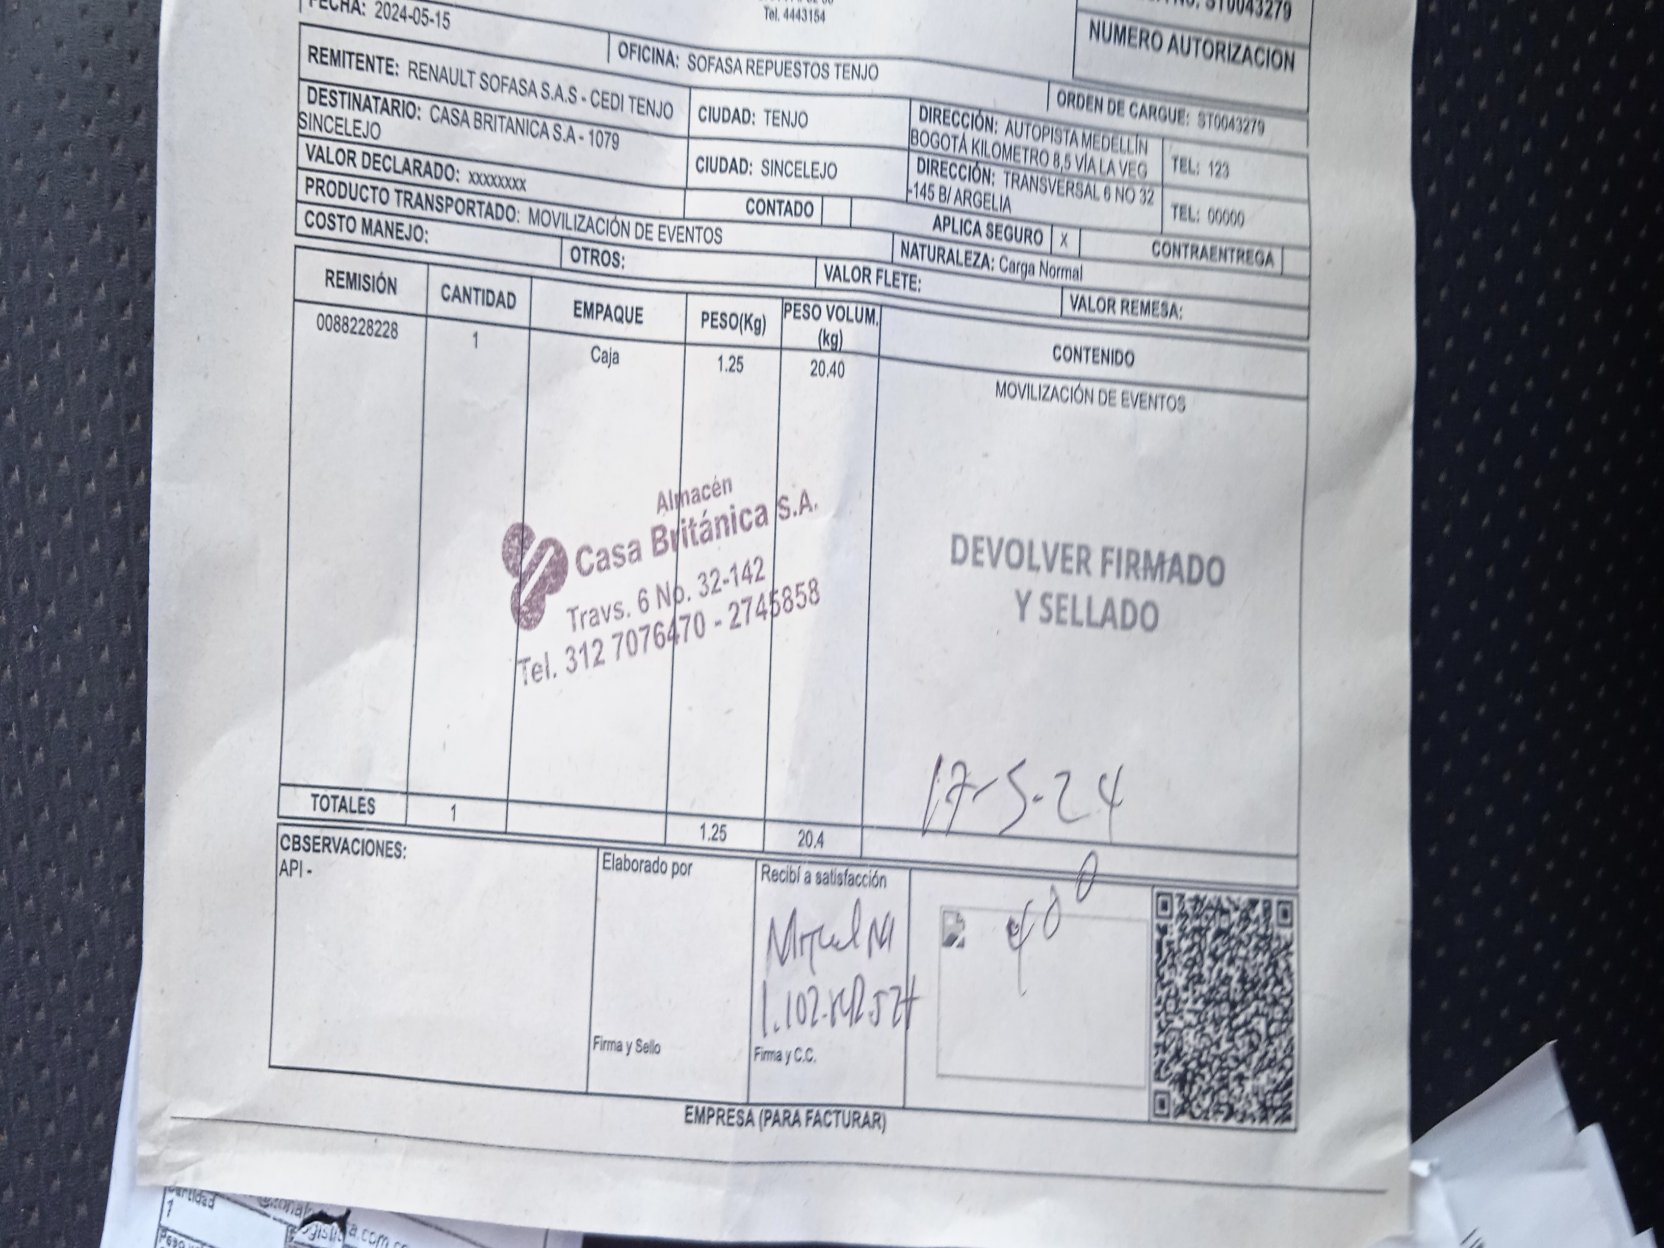 Tel. 4443154
ST0043279
FECHA: 2024-05-15
OFICINA: SOFASA REPUESTOS TENJO
NUMERO AUTORIZACION
ORDEN DE CARGUE: ST0043279
REMITENTE: RENAULT SOFASA S.A.S - CEDI TENJO
CIUDAD: TENJO
DIRECCIÓN: AUTOPISTA MEDELLÍN
BOGOTÁ KILOMETRO 8,5 VÍA LA VEG
TEL: 123
DESTINATARIO: CASA BRITANICA S.A - 1079
SINCELEJO
CIUDAD: SINCELEJO
DIRECCIÓN: TRANSVERSAL 6 NO 32
-145 B/ ARGELIA
TEL: 00000
VALOR DECLARADO: xxxxxxxx
CONTADO
APLICA SEGURO X
CONTRAENTREGA
PRODUCTO TRANSPORTADO: MOVILIZACIÓN DE EVENTOS
NATURALEZA: Carga Normal
COSTO MANEJO:
OTROS:
VALOR FLETE:
VALOR REMESA:
REMISIÓN CANTIDAD EMPAQUE PESO(Kg) PESO VOLUM.
(kg)
CONTENIDO
0088228228 1 Caja 1.25 20.40 MOVILIZACIÓN DE EVENTOS
Almacén
Casa Británica S.A.
Travs. 6 No. 32-142
Tel. 312 7076470 - 2745858
DEVOLVER FIRMADO
Y SELLADO
17-5-24
TOTALES 1 1.25 20.4
OBSERVACIONES:
API -
Elaborado por
Firma y Sello
Recibí a satisfacción
Miguel M
Firma y C.C.
400
EMPRESA (PARA FACTURAR)
Cantidad
1